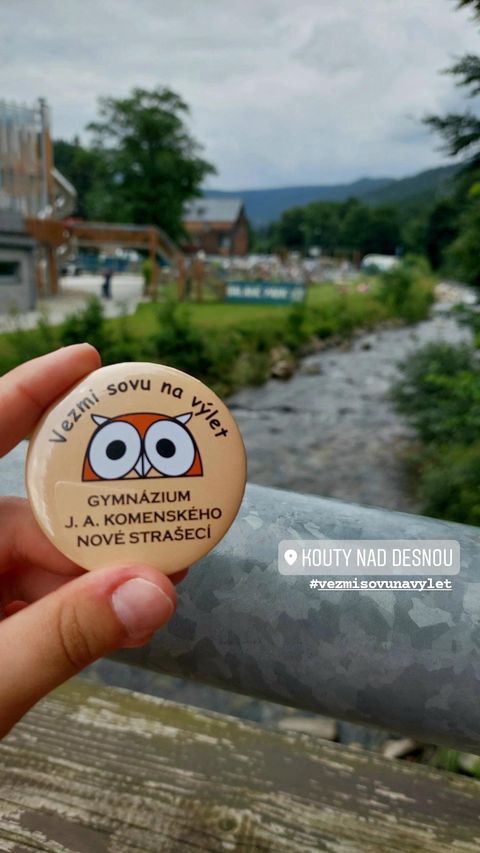 Vezmi sovu na výlet
GYMNÁZIUM
J. A. KOMENSKÉHO
NOVÉ STRAŠECÍ
KOUTY NAD DESNOU
#vezmisovunavylet